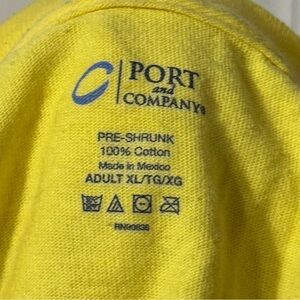 PORT
and
COMPANY®
PRE-SHRUNK
100% Cotton
Made in Mexico
ADULT XL/TG/XG